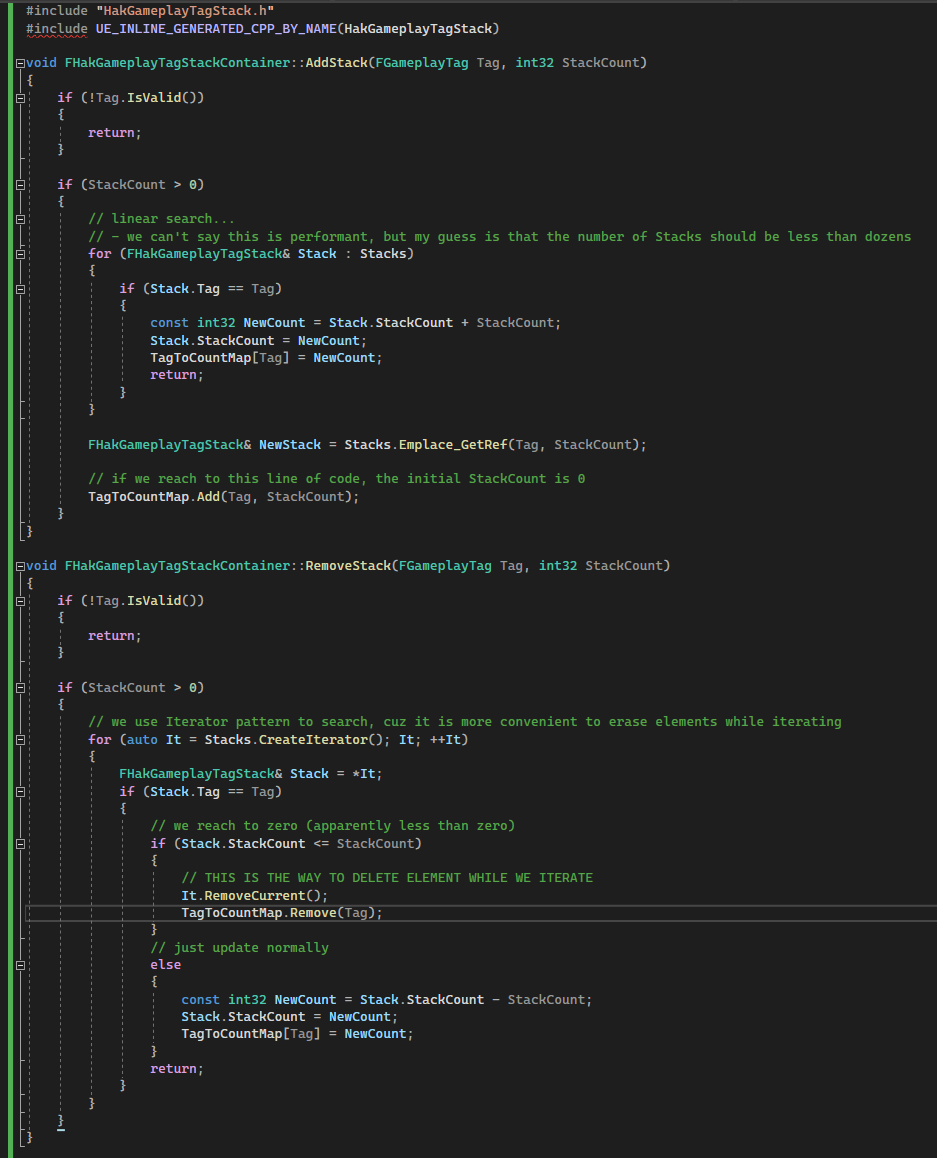 #include "HakGameplayTagStack.h"
#include UE_INLINE_GENERATED_CPP_BY_NAME(HakGameplayTagStack)

void FHakGameplayTagStackContainer::AddStack(FGameplayTag Tag, int32 StackCount)
{
    if (!Tag.IsValid())
    {
        return;
    }

    if (StackCount > 0)
    {
        // linear search...
        // - we can't say this is performant, but my guess is that the number of Stacks should be less than dozens
        for (FHakGameplayTagStack& Stack : Stacks)
        {
            if (Stack.Tag == Tag)
            {
                const int32 NewCount = Stack.StackCount + StackCount;
                Stack.StackCount = NewCount;
                TagToCountMap[Tag] = NewCount;
                return;
            }
        }

        FHakGameplayTagStack& NewStack = Stacks.Emplace_GetRef(Tag, StackCount);

        // if we reach to this line of code, the initial StackCount is 0
        TagToCountMap.Add(Tag, StackCount);
    }
}

void FHakGameplayTagStackContainer::RemoveStack(FGameplayTag Tag, int32 StackCount)
{
    if (!Tag.IsValid())
    {
        return;
    }

    if (StackCount > 0)
    {
        // we use Iterator pattern to search, cuz it is more convenient to erase elements while iterating
        for (auto It = Stacks.CreateIterator(); It; ++It)
        {
            FHakGameplayTagStack& Stack = *It;
            if (Stack.Tag == Tag)
            {
                // we reach to zero (apparently less than zero)
                if (Stack.StackCount <= StackCount)
                {
                    // THIS IS THE WAY TO DELETE ELEMENT WHILE WE ITERATE
                    It.RemoveCurrent();
                    TagToCountMap.Remove(Tag);
                }
                // just update normally
                else
                {
                    const int32 NewCount = Stack.StackCount - StackCount;
                    Stack.StackCount = NewCount;
                    TagToCountMap[Tag] = NewCount;
                }
                return;
            }
        }
    }
}